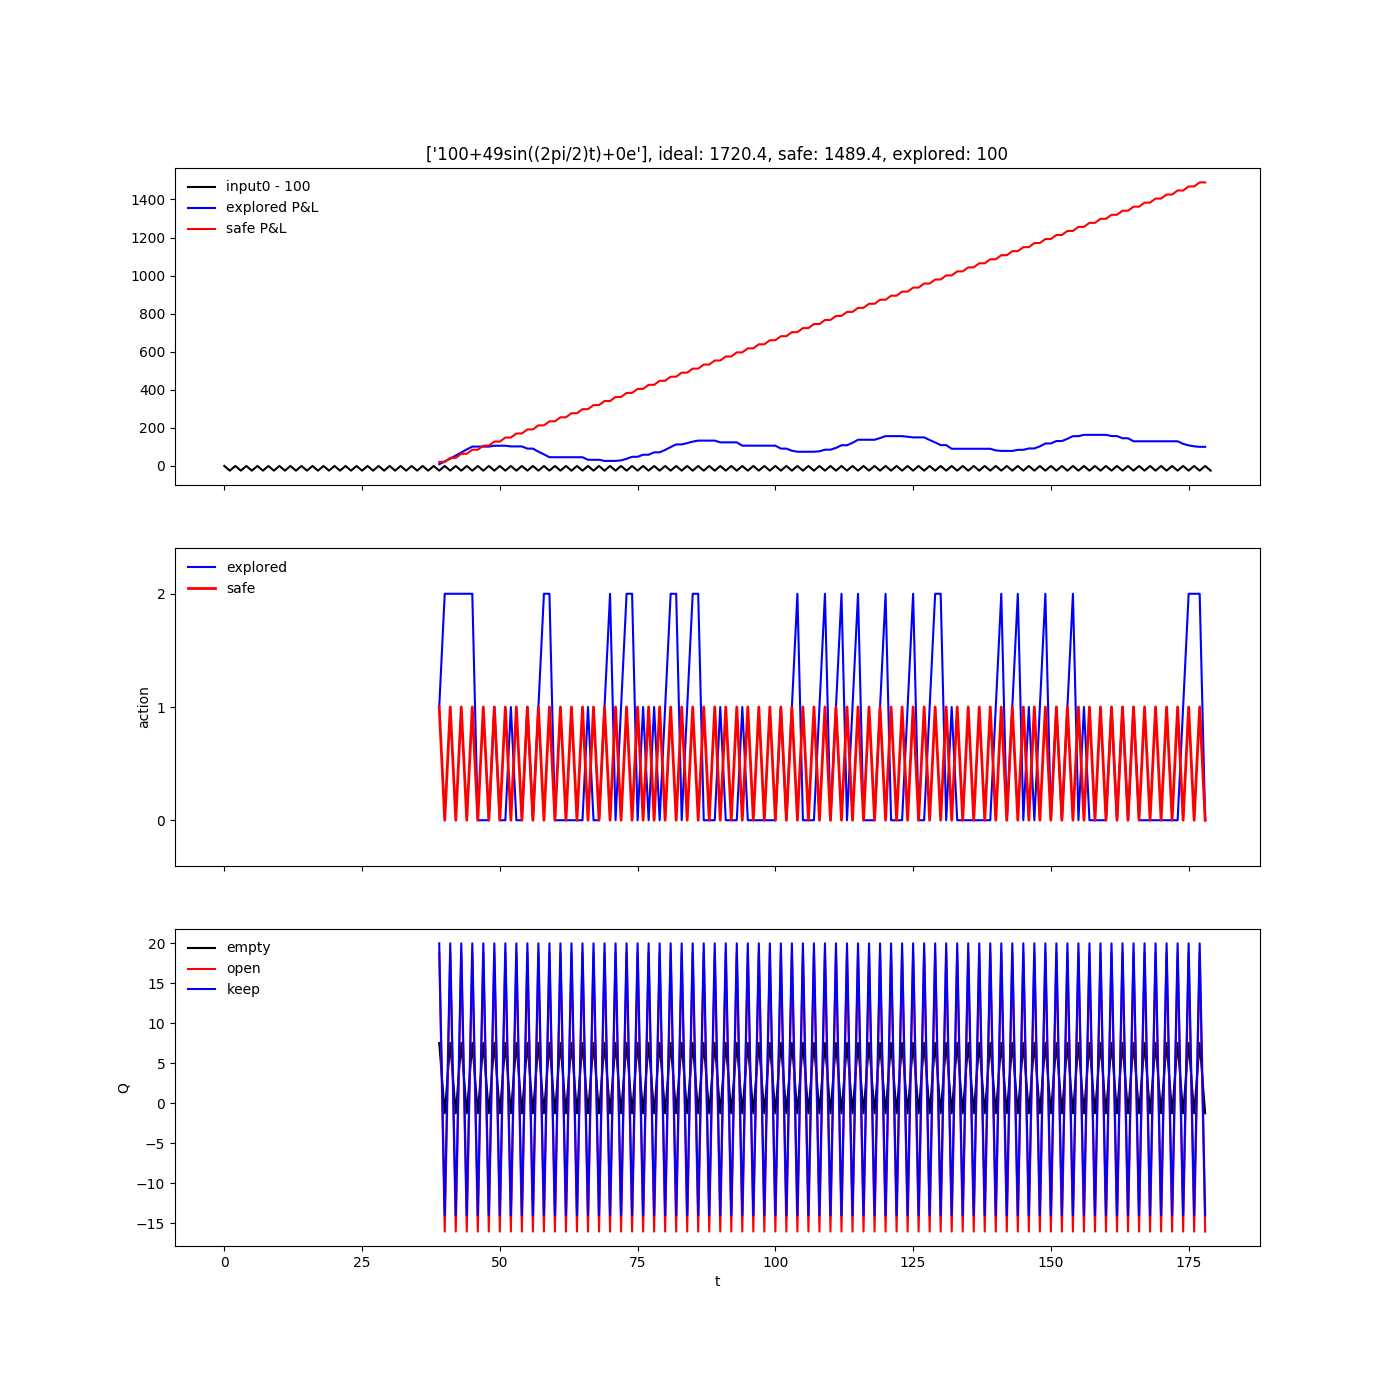 ['100+49sin((2pi/2)t)+0e'], ideal: 1720.4, safe: 1489.4, explored: 100
input0 - 100
explored P&L
safe P&L
1400
1200
1000
800
600
400
200
0
explored
safe
2
1
0
action
empty
open
keep
20
15
10
5
0
−5
−10
−15
Q
0 25 50 75 100 125 150 175
t